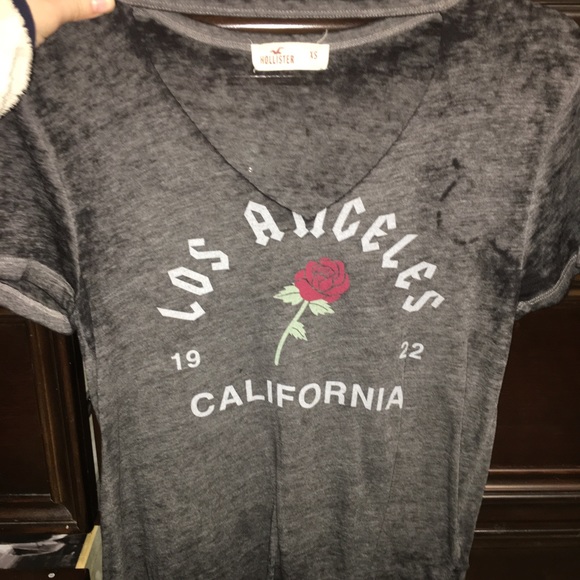 HOLLISTER XS
LOS ANGELES
19 22
CALIFORNIA